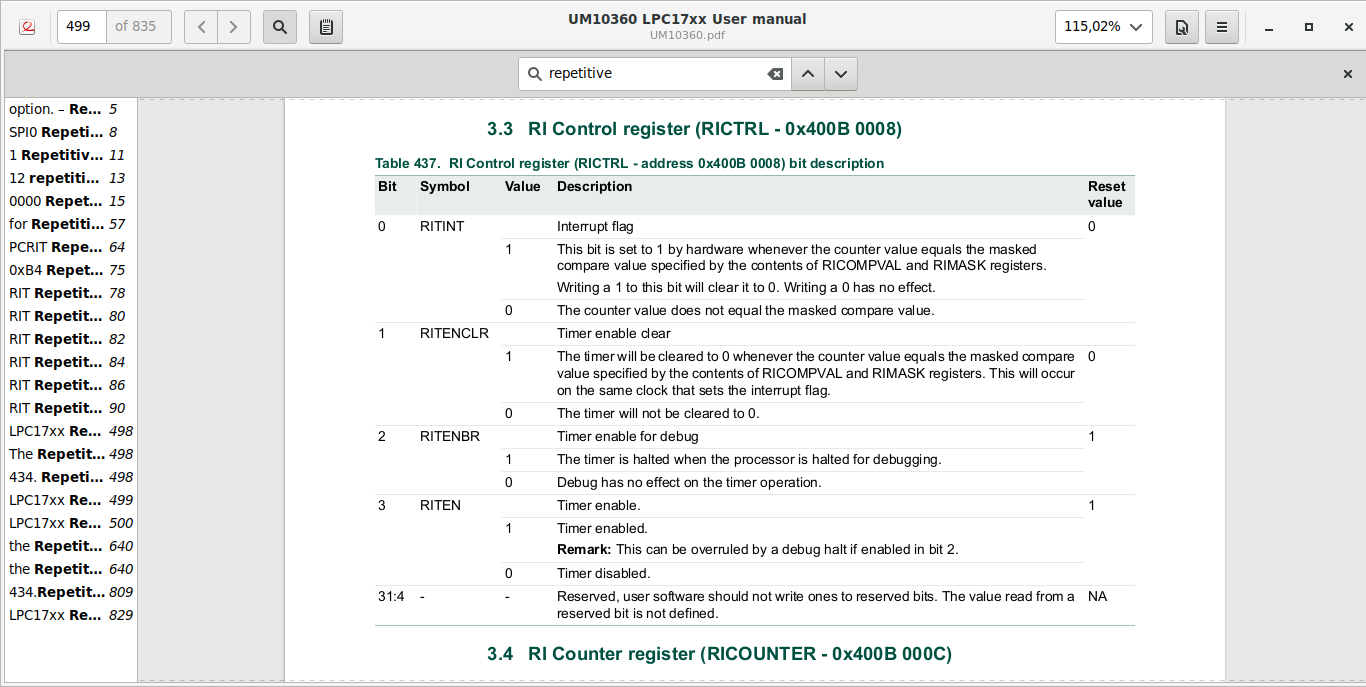 499 of 835
UM10360 LPC17xx User manual
UM10360.pdf
115,02%
repetitive
option. – Re... 5
SPI0 Repeti... 8
1 Repetitiv... 11
12 repetiti... 13
0000 Repet... 15
for Repetiti... 57
PCRIT Repe... 64
0xB4 Repet... 75
RIT Repetit... 78
RIT Repetit... 80
RIT Repetit... 82
RIT Repetit... 84
RIT Repetit... 86
RIT Repetit... 90
LPC17xx Re... 498
The Repetit... 498
434. Repeti... 498
LPC17xx Re... 499
LPC17xx Re... 500
the Repetit... 640
the Repetit... 640
434.Repetit... 809
LPC17xx Re... 829
3.3 RI Control register (RICTRL - 0x400B 0008)
Table 437. RI Control register (RICTRL - address 0x400B 0008) bit description
Bit Symbol Value Description Reset
value
0 RITINT Interrupt flag 0
1 This bit is set to 1 by hardware whenever the counter value equals the masked
compare value specified by the contents of RICOMPVAL and RIMASK registers.
Writing a 1 to this bit will clear it to 0. Writing a 0 has no effect.
0 The counter value does not equal the masked compare value.
1 RITENCLR Timer enable clear
1 The timer will be cleared to 0 whenever the counter value equals the masked compare 0
value specified by the contents of RICOMPVAL and RIMASK registers. This will occur
on the same clock that sets the interrupt flag.
0 The timer will not be cleared to 0.
2 RITENBR Timer enable for debug 1
1 The timer is halted when the processor is halted for debugging.
0 Debug has no effect on the timer operation.
3 RITEN Timer enable. 1
1 Timer enabled.
Remark: This can be overruled by a debug halt if enabled in bit 2.
0 Timer disabled.
31:4 - - Reserved, user software should not write ones to reserved bits. The value read from a NA
reserved bit is not defined.
3.4 RI Counter register (RICOUNTER - 0x400B 000C)